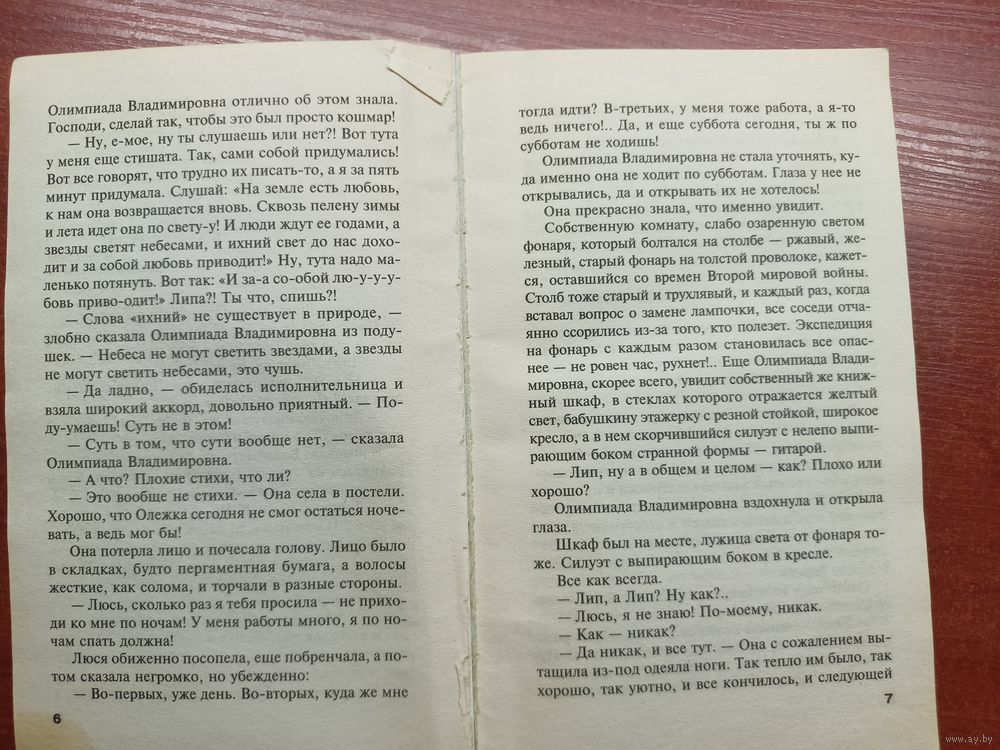 Олимпиада Владимировна отлично об этом знала.
Господи, сделай так, чтобы это был просто кошмар!
— Ну, е-мое, ну ты слушаешь или нет?! Вот тута
у меня еще стишата. Так, сами собой придумались!
Вот все говорят, что трудно их писать-то, а я за пять
минут придумала. Слушай: «На земле есть любовь,
к нам она возвращается вновь. Сквозь пелену зимы
и лета идет она по свету-у! И люди ждут ее годами, а
звезды светят небесами, и ихний свет до нас дохо-
дит и за собой любовь приводит!» Ну, тута надо ма-
ленько потянуть. Вот так: «И за-а со-обой лю-у-у-у-
бовь приво-одит!» Липа?! Ты что, спишь?!
— Слова «ихний» не существует в природе, —
злобно сказала Олимпиада Владимировна из поду-
шек. — Небеса не могут светить звездами, а звезды
не могут светить небесами, это чушь.
— Да ладно, — обиделась исполнительница и
взяла широкий аккорд, довольно приятный. — По-
ду-умаешь! Суть не в этом!
— Суть в том, что сути вообще нет, — сказала
Олимпиада Владимировна.
— А что? Плохие стихи, что ли?
— Это вообще не стихи. — Она села в постели.
Хорошо, что Олежка сегодня не смог остаться ноче-
вать, а ведь мог бы!
Она потерла лицо и почесала голову. Лицо было
в складках, будто пергаментная бумага, а волосы
жесткие, как солома, и торчали в разные стороны.
— Люсь, сколько раз я тебя просила — не прихо-
ди ко мне по ночам! У меня работы много, я по но-
чам спать должна!
Люся обиженно посопела, еще побренчала, а по-
том сказала негромко, но убежденно:
— Во-первых, уже день. Во-вторых, куда же мне
6
тогда идти? В-третьих, у меня тоже работа, а я-то
ведь ничего!.. Да, и еще суббота сегодня, ты ж по
субботам не ходишь!
Олимпиада Владимировна не стала уточнять, ку-
да именно она не ходит по субботам. Глаза у нее не
открывались, да и открывать их не хотелось!
Она прекрасно знала, что именно увидит.
Собственную комнату, слабо озаренную светом
фонаря, который болтался на столбе — ржавый, же-
лезный, старый фонарь на толстой проволоке, кажет-
ся, оставшийся со времен Второй мировой войны.
Столб тоже старый и трухлявый, и каждый раз, когда
вставал вопрос о замене лампочки, все соседи отча-
янно ссорились из-за того, кто полезет. Экспедиция
на фонарь с каждым разом становилась все опас-
нее — не ровен час, рухнет!.. Еще Олимпиада Влади-
мировна, скорее всего, увидит собственный же книж-
ный шкаф, в стеклах которого отражается желтый
свет, бабушкину этажерку с резной стойкой, широкое
кресло, а в нем скорчившийся силуэт с нелепо выпи-
рающим боком странной формы — гитарой.
— Лип, ну а в общем и целом — как? Плохо или
хорошо?
Олимпиада Владимировна вздохнула и открыла
глаза.
Шкаф был на месте, лужица света от фонаря то-
же. Силуэт с выпирающим боком в кресле.
Все как всегда.
— Лип, а Лип? Ну как?..
— Люсь, я не знаю! По-моему, никак.
— Как — никак?
— Да никак, и все тут. — Она с сожалением вы-
тащила из-под одеяла ноги. Так тепло им было, так
хорошо, так уютно, и все кончилось, и следующей
7
www.ay.by